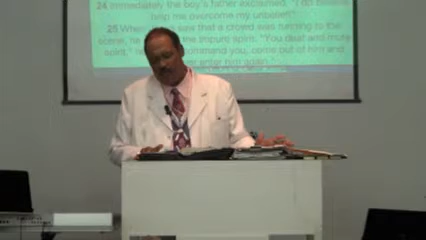 24 Immediately the boy's father exclaimed, "I do believe;
help me overcome my unbelief!"
25 When saw that a crowd was running to the
scene, he the impure spirit. "You deaf and mute
spirit," command you, come out of him and
enter him again."